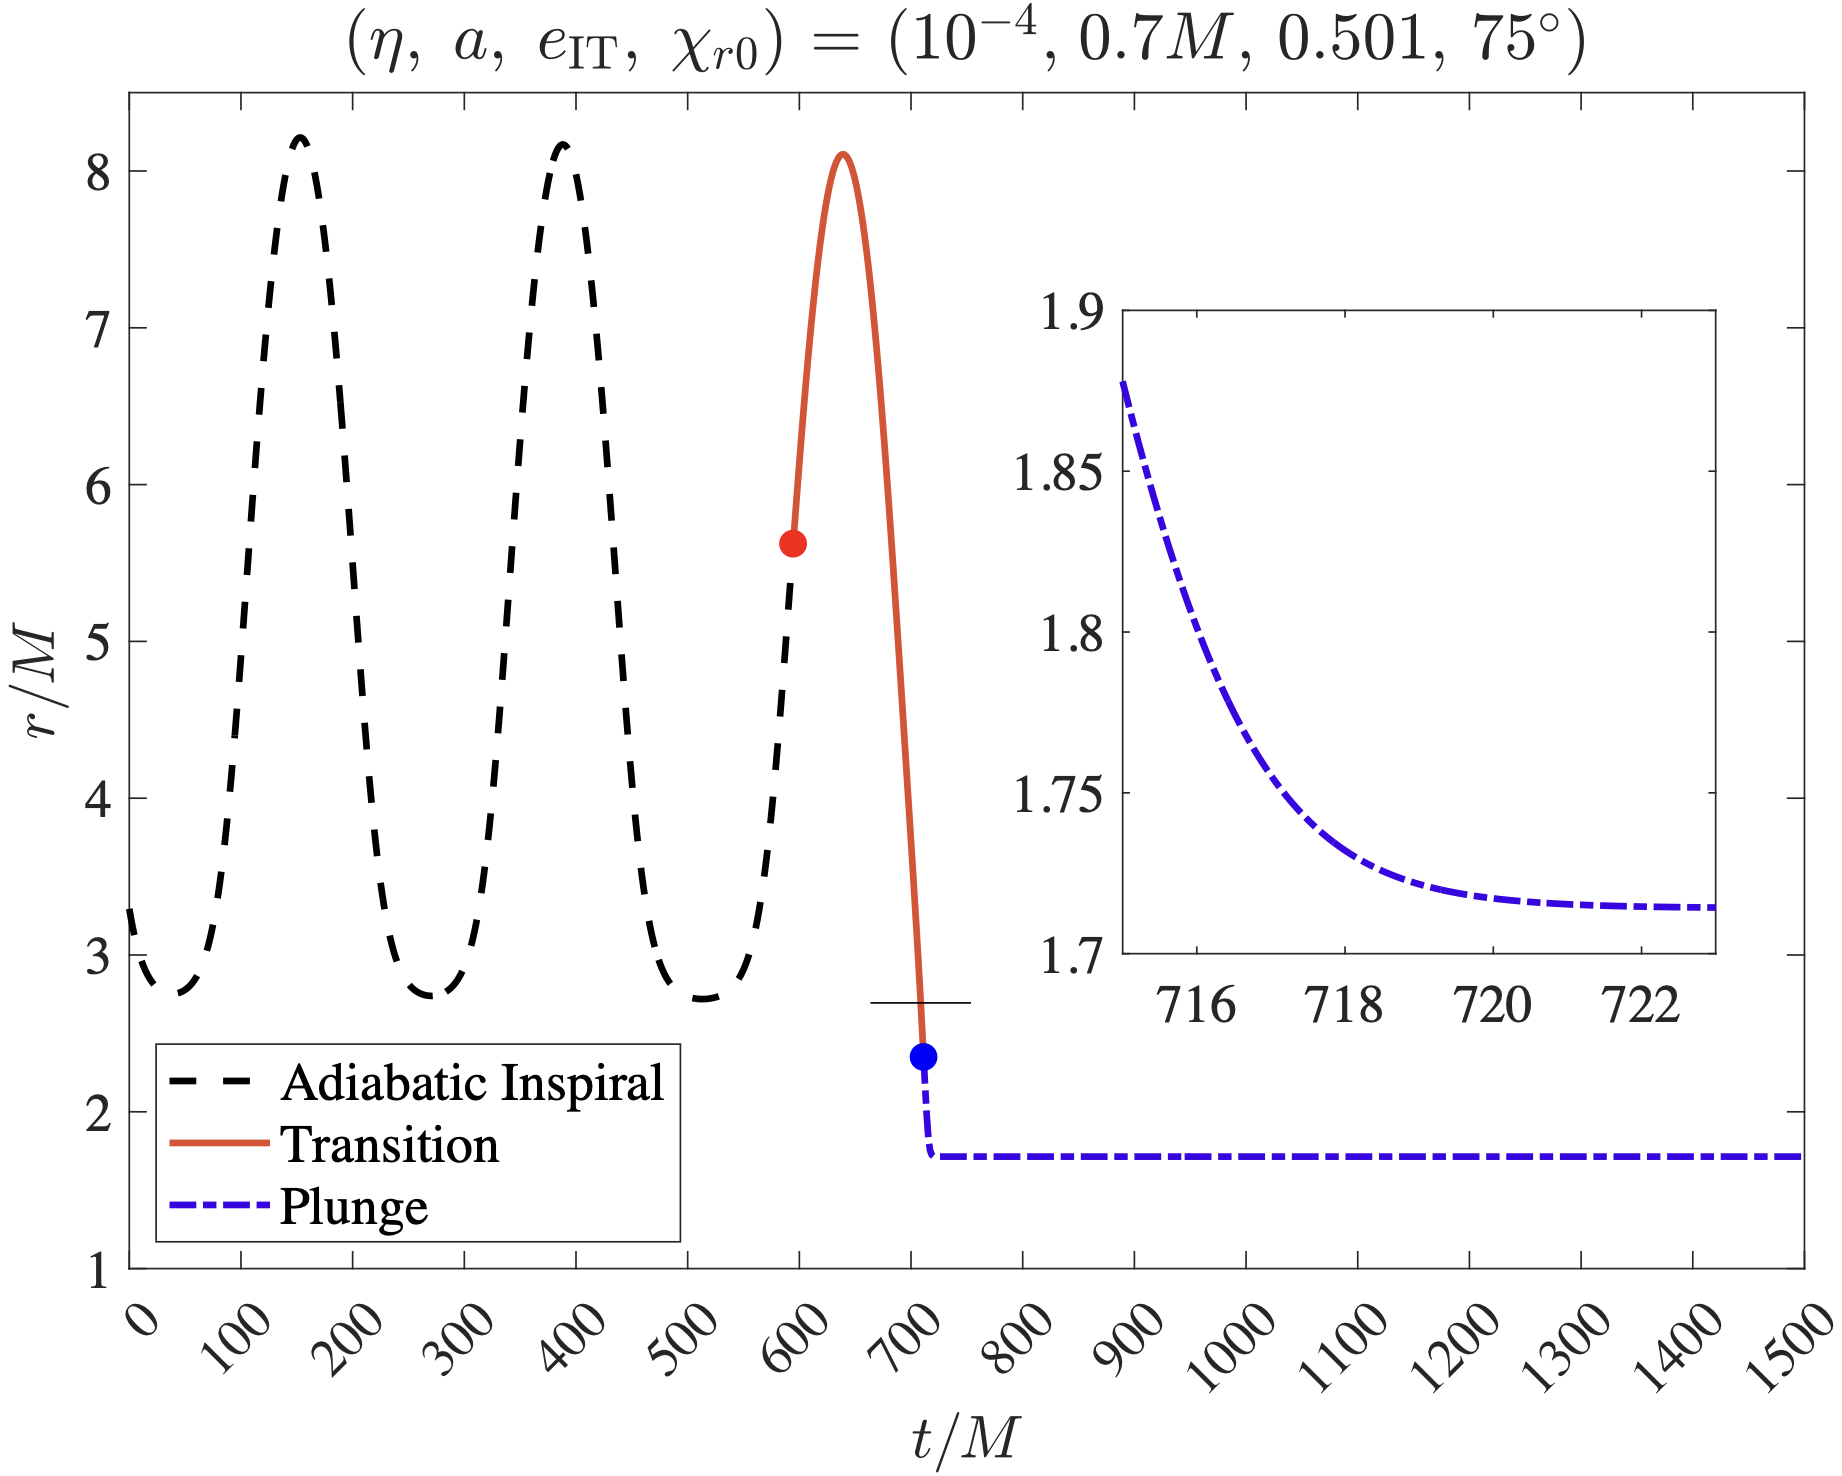 (η, a, e_IT, χ_r0) = (10⁻⁴, 0.7M, 0.501, 75°)
8
7
6
5
4
3
2
1
r/M
1.9
1.85
1.8
1.75
1.7
716 718 720 722
Adiabatic Inspiral
Transition
Plunge
0 100 200 300 400 500 600 700 800 900 1000 1100 1200 1300 1400 1500
t/M